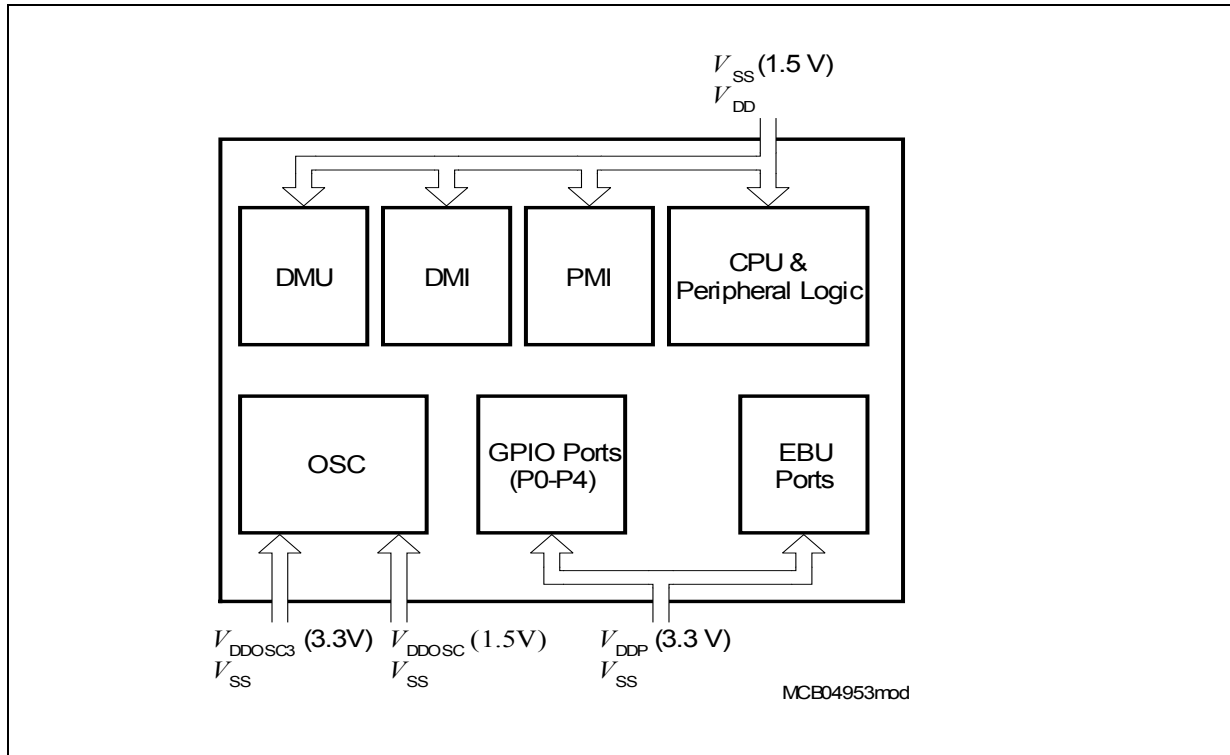 VSS (1.5 V)
VDD
DMU
DMI
PMI
CPU &
Peripheral Logic
OSC
GPIO Ports
(P0-P4)
EBU
Ports
VDDOSC3 (3.3V)
VSS
VDDOSC (1.5V)
VSS
VDDP (3.3 V)
VSS
MCB04953mod